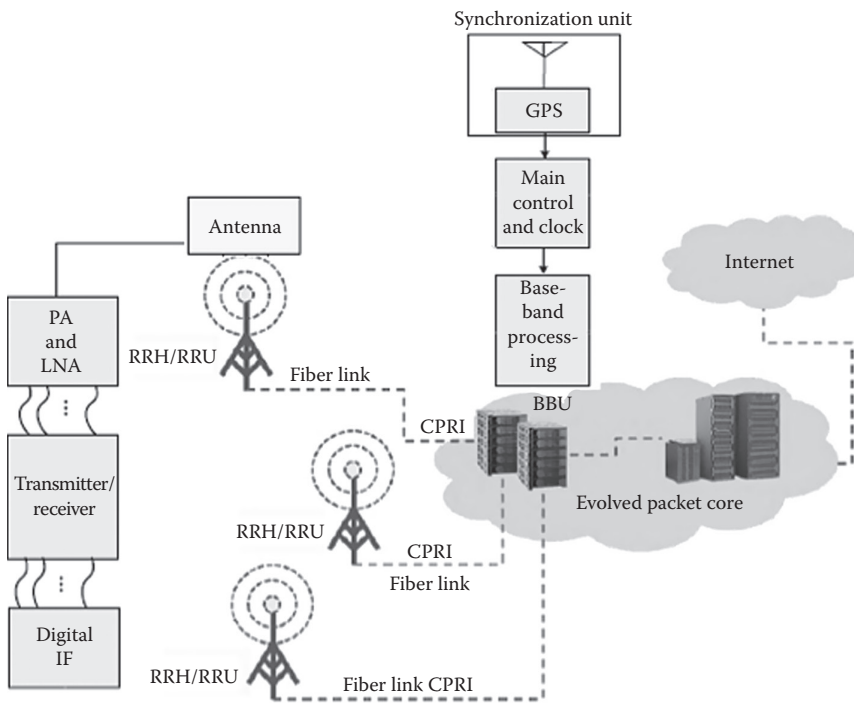 Synchronization unit
GPS
Main
control
and clock
Antenna
Internet
Base-
band
process-
ing
PA
and
LNA
RRH/RRU
Fiber link
BBU
CPRI
Transmitter/
receiver
Evolved packet core
RRH/RRU
CPRI
Fiber link
Digital
IF
RRH/RRU
Fiber link CPRI